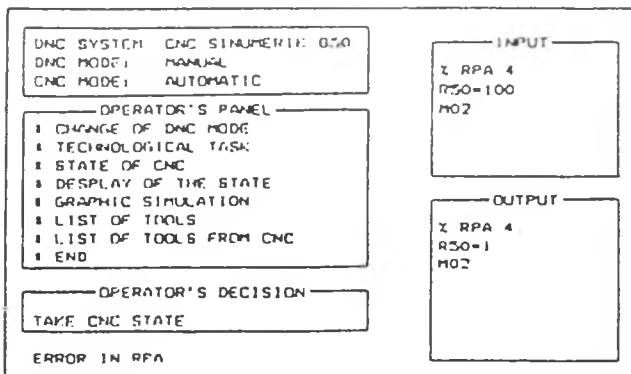 DNC SYSTEM CNC SINUMERIK 850
DNC MODE: MANUAL
CNC MODE: AUTOMATIC
OPERATOR'S PANEL
* CHANGE OF DNC MODE
* TECHNOLOGICAL TASK
* STATE OF CNC
* DESPLAY OF THE STATE
* GRAPHIC SIMULATION
* LIST OF TOOLS
* LIST OF TOOLS FROM CNC
* END
OPERATOR'S DECISION
TAKE CNC STATE
ERROR IN RPA
INPUT
% RPA 4
R50=100
M02
OUTPUT
% RPA 4
R50=1
M02